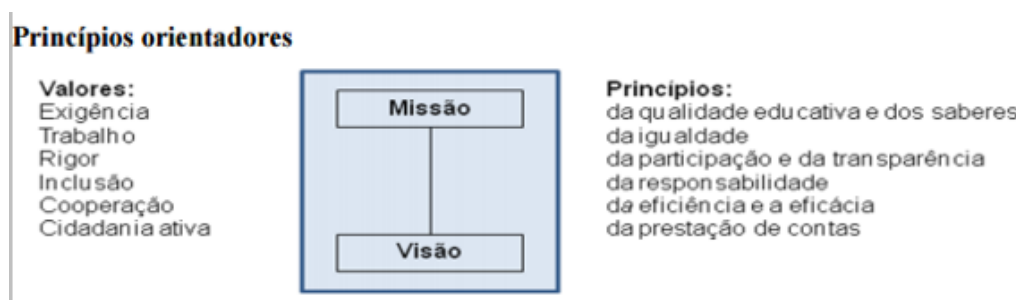 Princípios orientadores
Valores:
Exigência
Trabalho
Rigor
Inclusão
Cooperação
Cidadania ativa
Missão
Visão
Princípios:
da qualidade educativa e dos saberes
da igualdade
da participação e da transparência
da responsabilidade
da eficiência e a eficácia
da prestação de contas